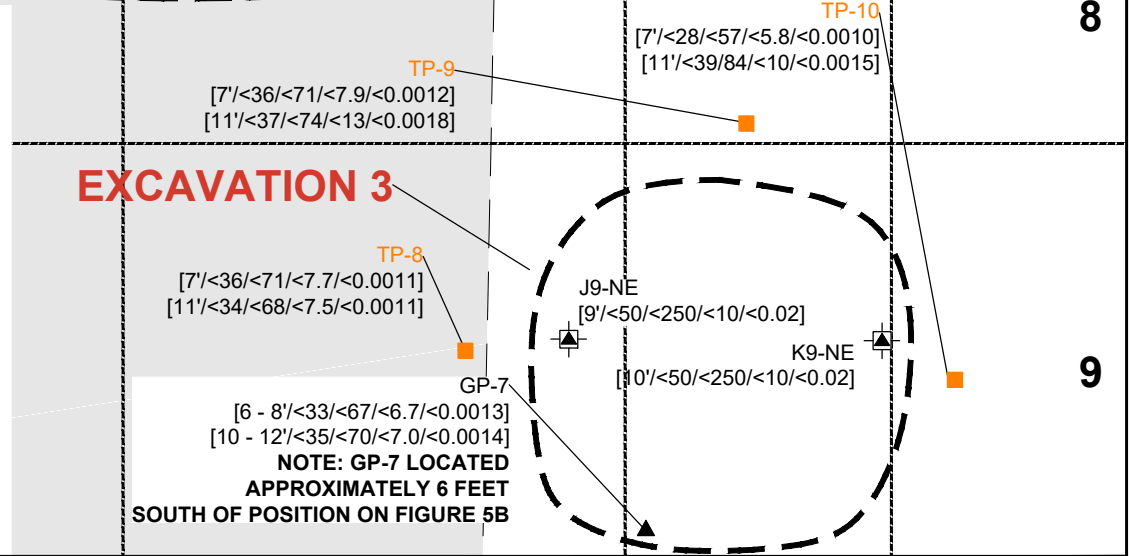 TP-10
8
[7'/<28/<57/<5.8/<0.0010]
[11'/<39/84/<10/<0.0015]
TP-9
[7'/<36/<71/<7.9/<0.0012]
[11'/<37/<74/<13/<0.0018]
EXCAVATION 3
TP-8
[7'/<36/<71/<7.7/<0.0011]
[11'/<34/<68/<7.5/<0.0011]
J9-NE
[9'/<50/<250/<10/<0.02]
K9-NE
[10'/<50/<250/<10/<0.02]
9
GP-7
[6 - 8'/<33/<67/<6.7/<0.0013]
[10 - 12'/<35/<70/<7.0/<0.0014]
NOTE: GP-7 LOCATED
APPROXIMATELY 6 FEET
SOUTH OF POSITION ON FIGURE 5B